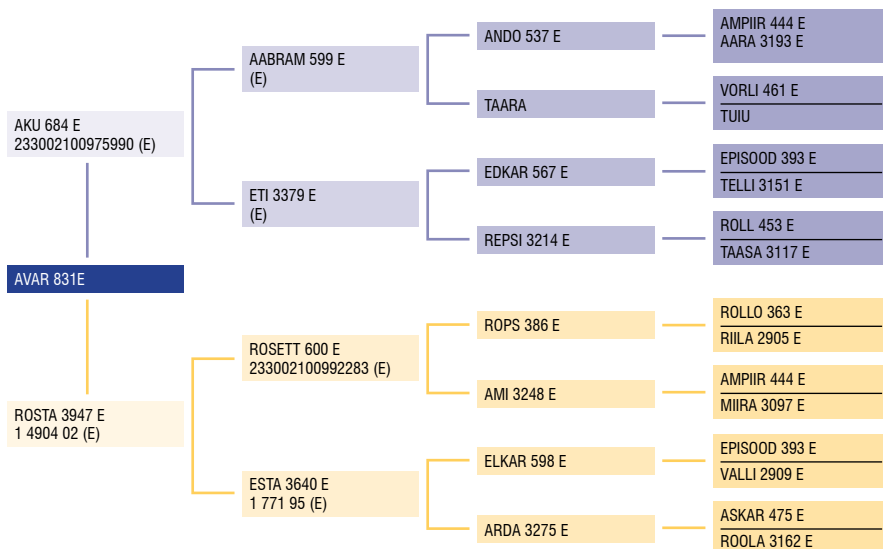 AKU 684 E
233002100975990 (E)
AVAR 831E
ROSTA 3947 E
1 4904 02 (E)
AABRAM 599 E
(E)
ETI 3379 E
(E)
ROSETT 600 E
233002100992283 (E)
ESTA 3640 E
1 771 95 (E)
ANDO 537 E
TAARA
EDKAR 567 E
REPSI 3214 E
ROPS 386 E
AMI 3248 E
ELKAR 598 E
ARDA 3275 E
AMPIIR 444 E
AARA 3193 E
VORLI 461 E
TUIU
EPISOOD 393 E
TELLI 3151 E
ROLL 453 E
TAASA 3117 E
ROLLO 363 E
RIILA 2905 E
AMPIIR 444 E
MIIRA 3097 E
EPISOOD 393 E
VALLI 2909 E
ASKAR 475 E
ROOLA 3162 E